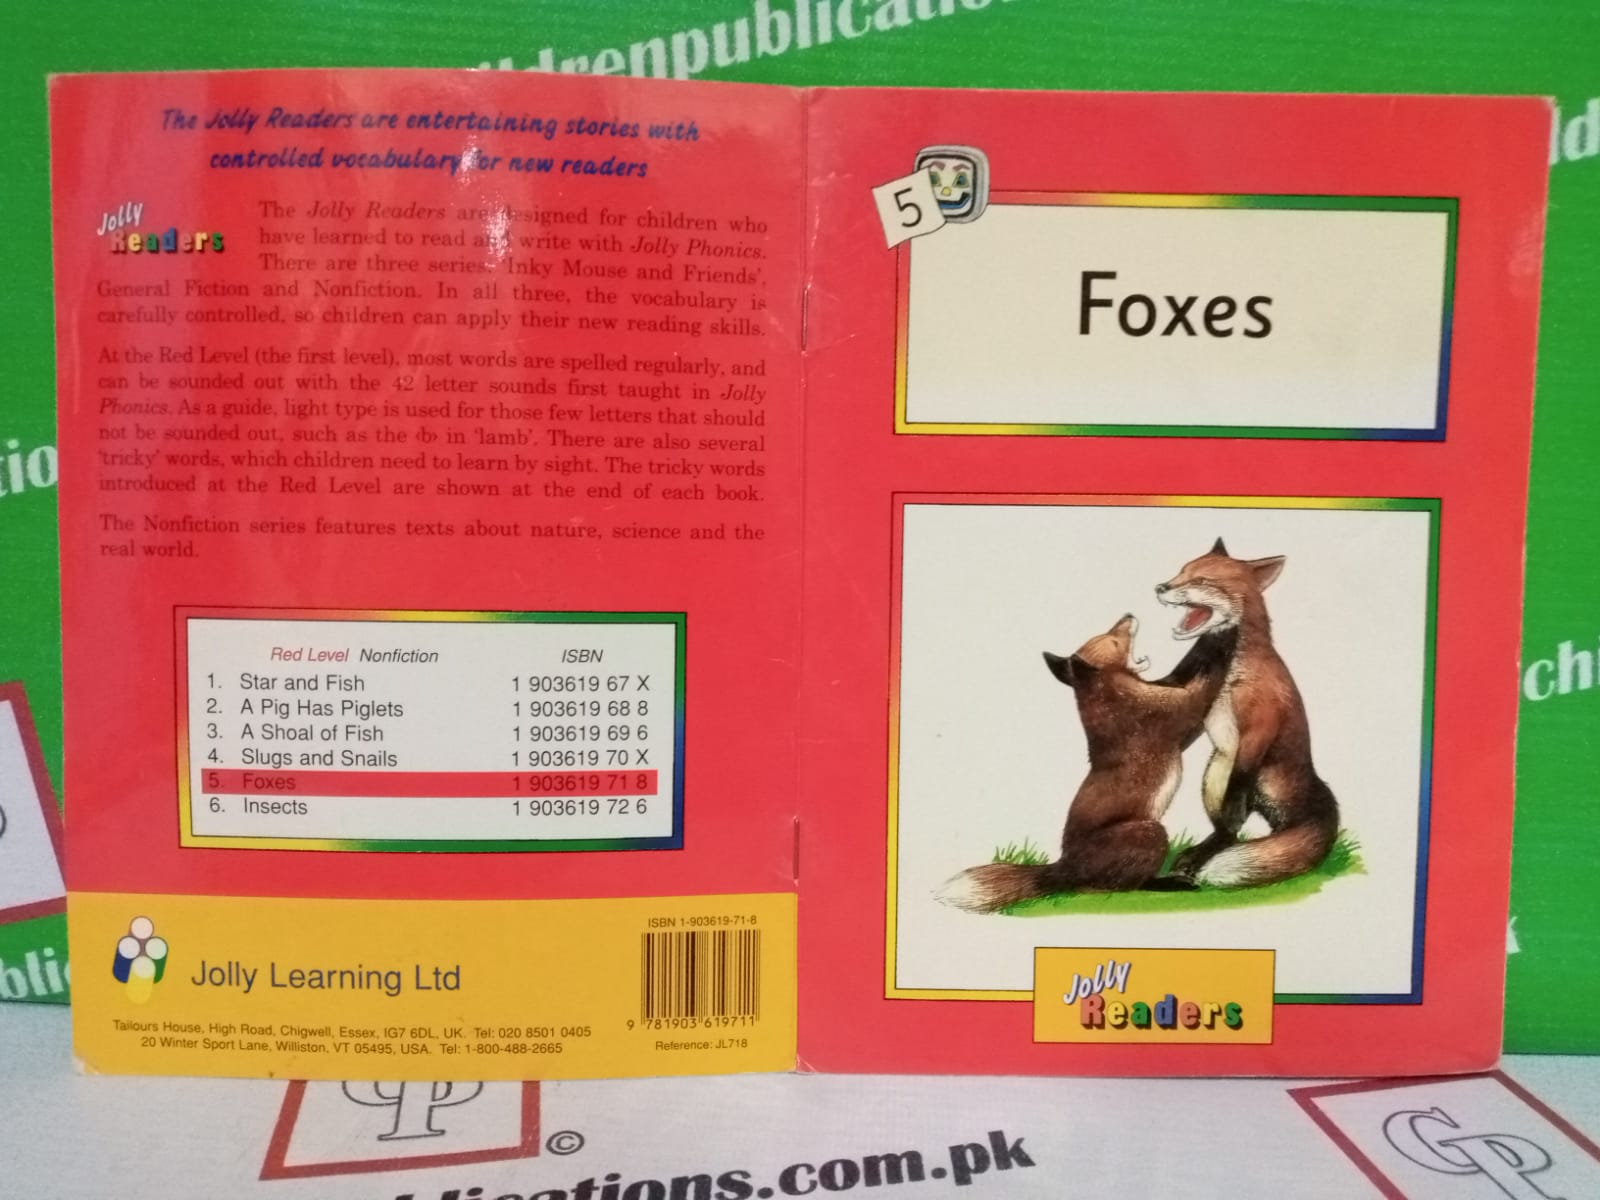 ildrenpublications
The Jolly Readers are entertaining stories with
controlled vocabulary for new readers
Jolly
Readers
The Jolly Readers are designed for children who
have learned to read and write with Jolly Phonics.
There are three series: 'Inky Mouse and Friends',
General Fiction and Nonfiction. In all three, the vocabulary is
carefully controlled, so children can apply their new reading skills.
At the Red Level (the first level), most words are spelled regularly, and
can be sounded out with the 42 letter sounds first taught in Jolly
Phonics. As a guide, light type is used for those few letters that should
not be sounded out, such as the ‹b› in 'lamb'. There are also several
'tricky' words, which children need to learn by sight. The tricky words
introduced at the Red Level are shown at the end of each book.
The Nonfiction series features texts about nature, science and the
real world.
Red Level Nonfiction ISBN
1. Star and Fish 1 903619 67 X
2. A Pig Has Piglets 1 903619 68 8
3. A Shoal of Fish 1 903619 69 6
4. Slugs and Snails 1 903619 70 X
5. Foxes 1 903619 71 8
6. Insects 1 903619 72 6
Jolly Learning Ltd
Tailours House, High Road, Chigwell, Essex, IG7 6DL, UK. Tel: 020 8501 0405
20 Winter Sport Lane, Williston, VT 05495, USA. Tel: 1-800-488-2665
ISBN 1-903619-71-8
9 781903 619711
Reference: JL718
5
Foxes
Jolly
Readers
CP ©
blications.com.pk
CP